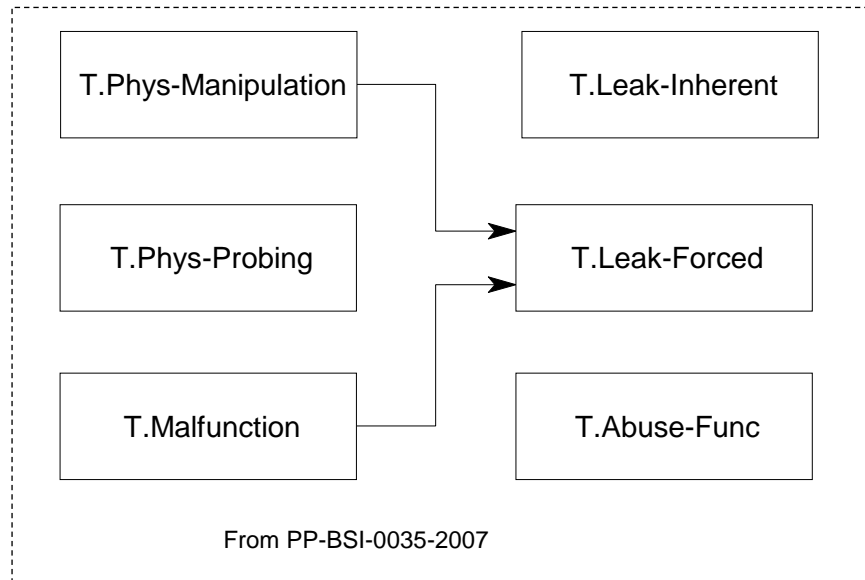 T.Phys-Manipulation
T.Leak-Inherent
T.Phys-Probing
T.Leak-Forced
T.Malfunction
T.Abuse-Func
From PP-BSI-0035-2007